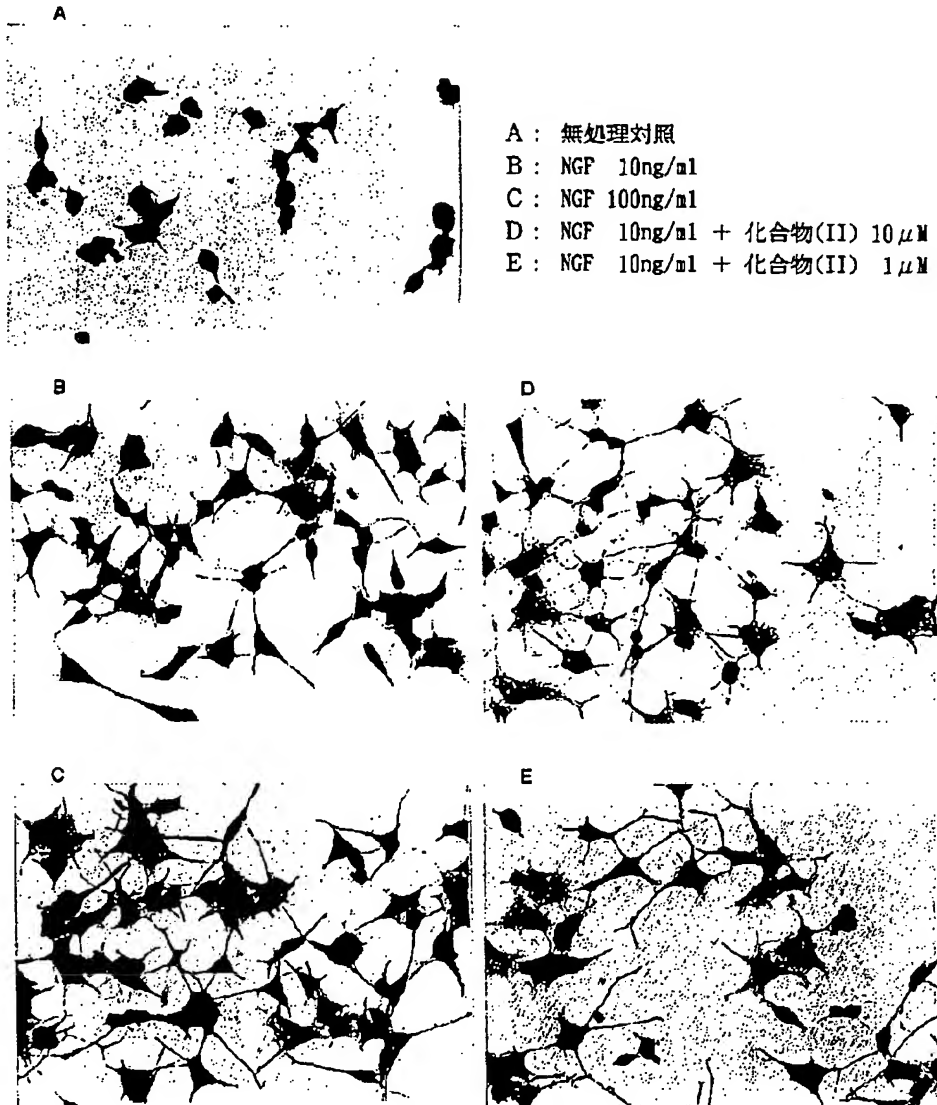 A
A : 無処理対照
B : NGF 10ng/ml
C : NGF 100ng/ml
D : NGF 10ng/ml + 化合物(II) 10μM
E : NGF 10ng/ml + 化合物(II) 1μM
B
D
C
E